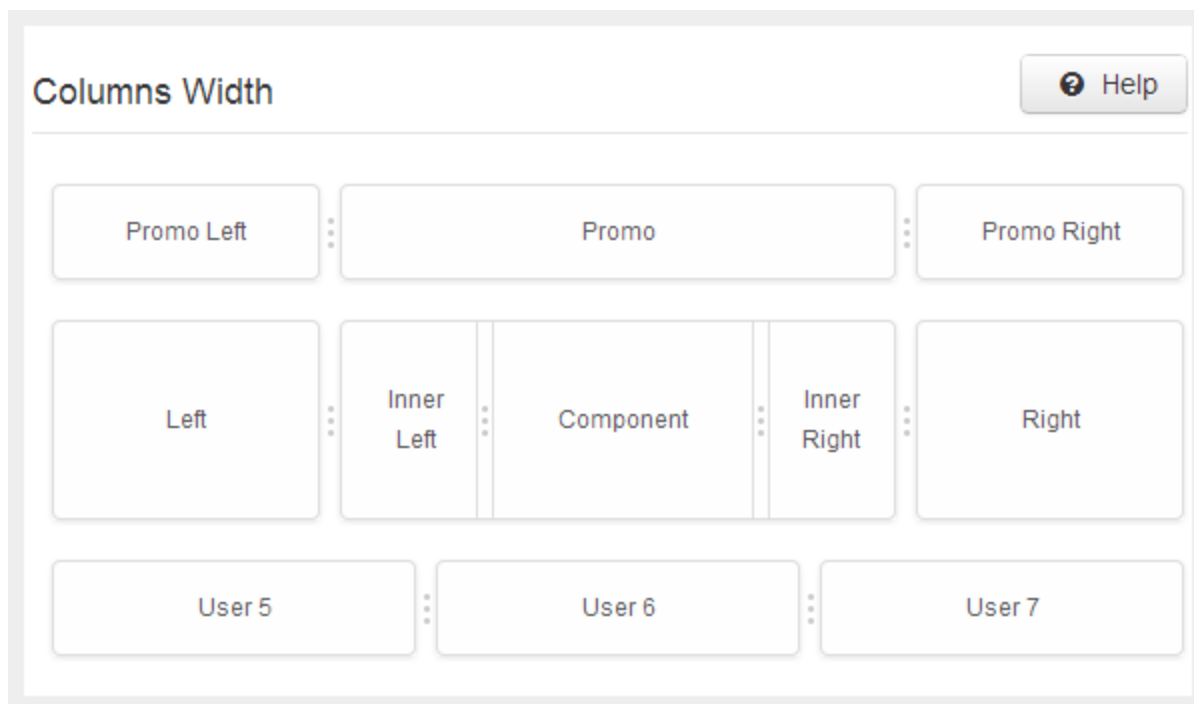 Columns Width
Help
Promo Left
Promo
Promo Right
Left
Inner
Left
Component
Inner
Right
Right
User 5
User 6
User 7